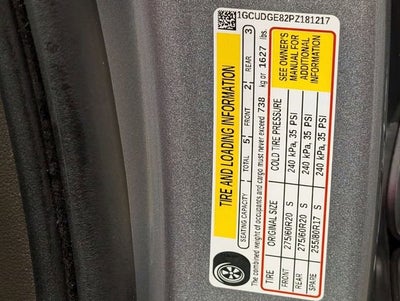 1GCUDGE82PZ181217
TIRE AND LOADING INFORMATION
SEATING CAPACITY TOTAL 5 FRONT 2 REAR 3
The combined weight of occupants and cargo must never exceed 738 kg or 1627 lbs.
TIRE ORIGINAL SIZE COLD TIRE PRESSURE
FRONT 275/60R20 S 240 kPa, 35 PSI
REAR 275/60R20 S 240 kPa, 35 PSI
SPARE 255/80R17 S 240 kPa, 35 PSI
SEE OWNER'S
MANUAL FOR
ADDITIONAL
INFORMATION